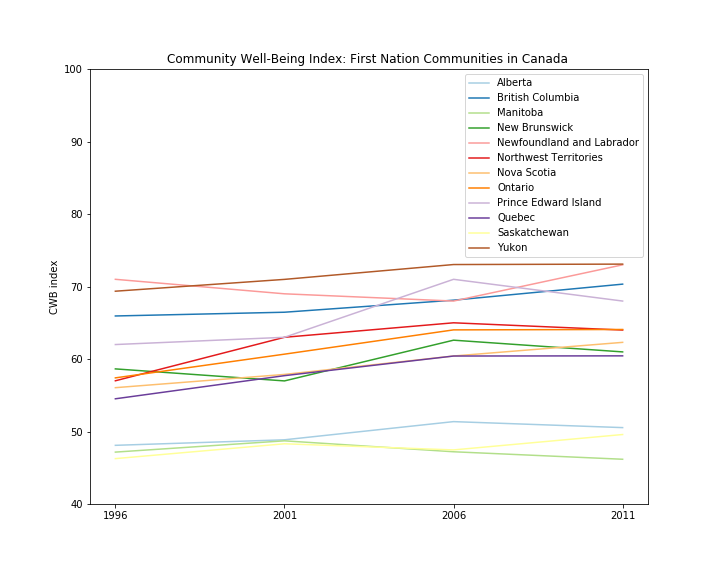 Community Well-Being Index: First Nation Communities in Canada
100
90
80
70
60
50
40
CWB index
Alberta
British Columbia
Manitoba
New Brunswick
Newfoundland and Labrador
Northwest Territories
Nova Scotia
Ontario
Prince Edward Island
Quebec
Saskatchewan
Yukon
1996
2001
2006
2011